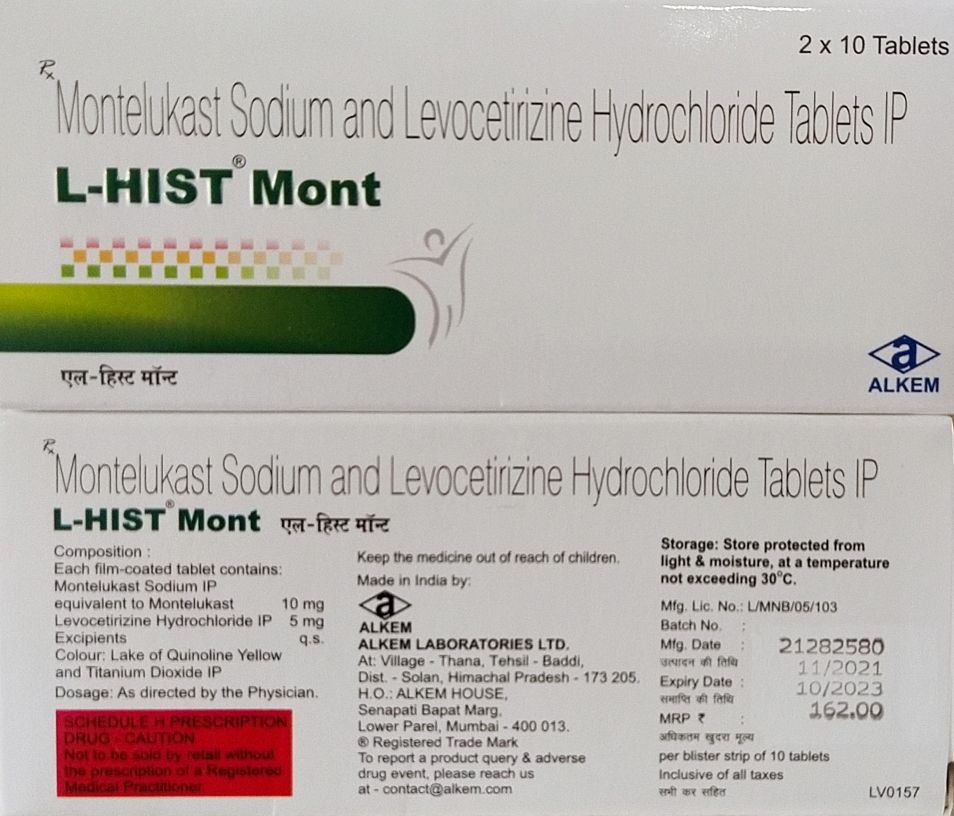 2 x 10 Tablets
Rx
Montelukast Sodium and Levocetirizine Hydrochloride Tablets IP
L-HIST® Mont
एल-हिस्ट मॉन्ट
a
ALKEM
Rx
Montelukast Sodium and Levocetirizine Hydrochloride Tablets IP
L-HIST® Mont एल-हिस्ट मॉन्ट
Composition :
Each film-coated tablet contains:
Montelukast Sodium IP
equivalent to Montelukast 10 mg
Levocetirizine Hydrochloride IP 5 mg
Excipients q.s.
Colour: Lake of Quinoline Yellow
and Titanium Dioxide IP
Dosage: As directed by the Physician.
SCHEDULE H PRESCRIPTION
DRUG - CAUTION
Not to be sold by retail without
the prescription of a Registered
Medical Practitioner.
Keep the medicine out of reach of children.
Made in India by:
a
ALKEM
ALKEM LABORATORIES LTD.
At: Village - Thana, Tehsil - Baddi,
Dist. - Solan, Himachal Pradesh - 173 205.
H.O.: ALKEM HOUSE,
Senapati Bapat Marg,
Lower Parel, Mumbai - 400 013.
® Registered Trade Mark
To report a product query & adverse
drug event, please reach us
at - contact@alkem.com
Storage: Store protected from
light & moisture, at a temperature
not exceeding 30°C.
Mfg. Lic. No.: L/MNB/05/103
Batch No. :
Mfg. Date : 21282580
उत्पादन की तिथि 11/2021
Expiry Date : 10/2023
समाप्ति की तिथि
MRP ₹ : 162.00
अधिकतम खुदरा मूल्य
per blister strip of 10 tablets
Inclusive of all taxes
सभी कर सहित
LV0157